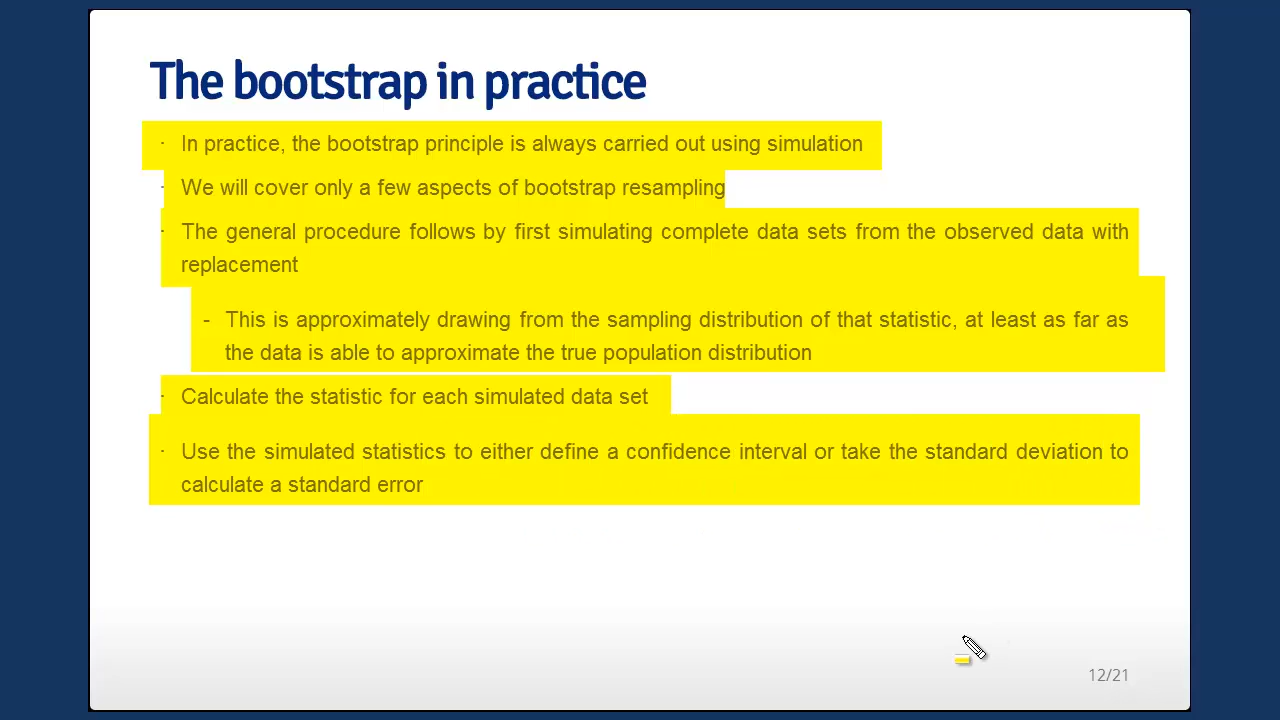 The bootstrap in practice
· In practice, the bootstrap principle is always carried out using simulation
· We will cover only a few aspects of bootstrap resampling
· The general procedure follows by first simulating complete data sets from the observed data with
replacement
- This is approximately drawing from the sampling distribution of that statistic, at least as far as
the data is able to approximate the true population distribution
· Calculate the statistic for each simulated data set
· Use the simulated statistics to either define a confidence interval or take the standard deviation to
calculate a standard error
12/21